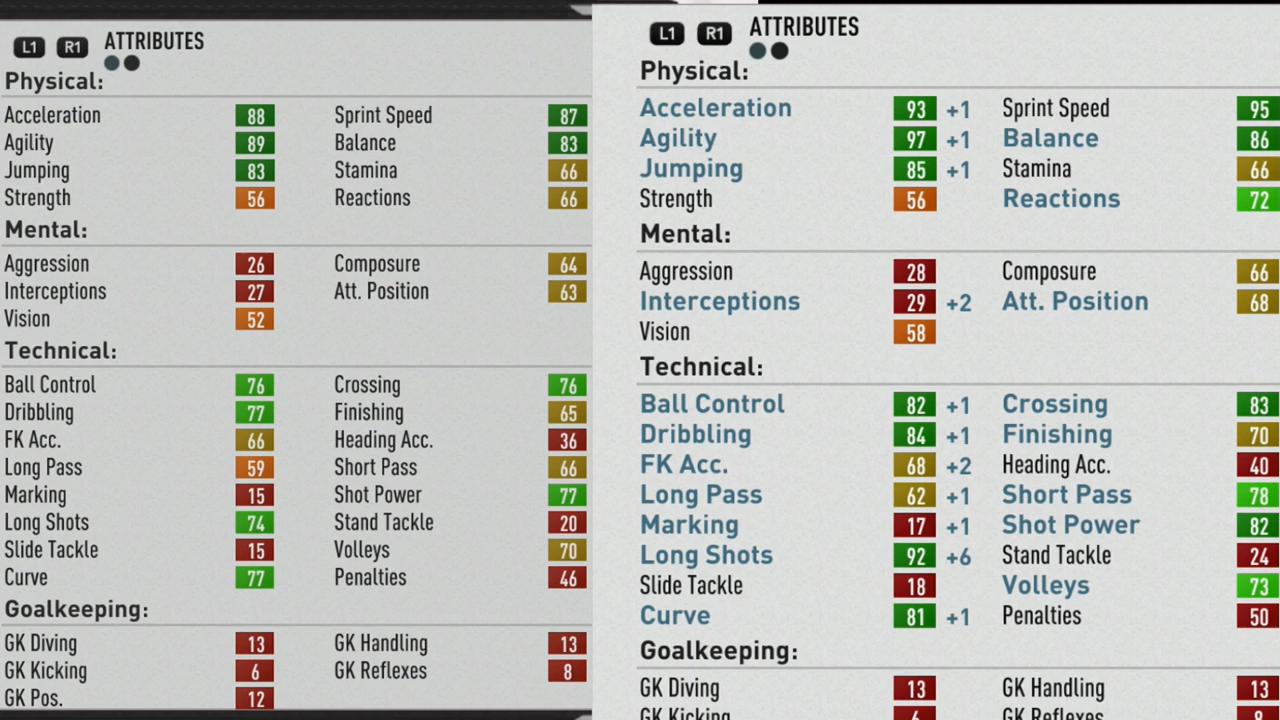 L1 R1 ATTRIBUTES
Physical:
Acceleration 88 Sprint Speed 87
Agility 89 Balance 83
Jumping 83 Stamina 66
Strength 56 Reactions 66
Mental:
Aggression 26 Composure 64
Interceptions 27 Att. Position 63
Vision 52
Technical:
Ball Control 76 Crossing 76
Dribbling 77 Finishing 65
FK Acc. 66 Heading Acc. 36
Long Pass 59 Short Pass 66
Marking 15 Shot Power 77
Long Shots 74 Stand Tackle 20
Slide Tackle 15 Volleys 70
Curve 77 Penalties 46
Goalkeeping:
GK Diving 13 GK Handling 13
GK Kicking 6 GK Reflexes 8
GK Pos. 12
L1 R1 ATTRIBUTES
Physical:
Acceleration 93 +1 Sprint Speed 95
Agility 97 +1 Balance 86
Jumping 85 +1 Stamina 66
Strength 56 Reactions 72
Mental:
Aggression 28 Composure 66
Interceptions 29 +2 Att. Position 68
Vision 58
Technical:
Ball Control 82 +1 Crossing 83
Dribbling 84 +1 Finishing 70
FK Acc. 68 +2 Heading Acc. 40
Long Pass 62 +1 Short Pass 78
Marking 17 +1 Shot Power 82
Long Shots 92 +6 Stand Tackle 24
Slide Tackle 18 Volleys 73
Curve 81 +1 Penalties 50
Goalkeeping:
GK Diving 13 GK Handling 13
GK Kicking GK Reflexes